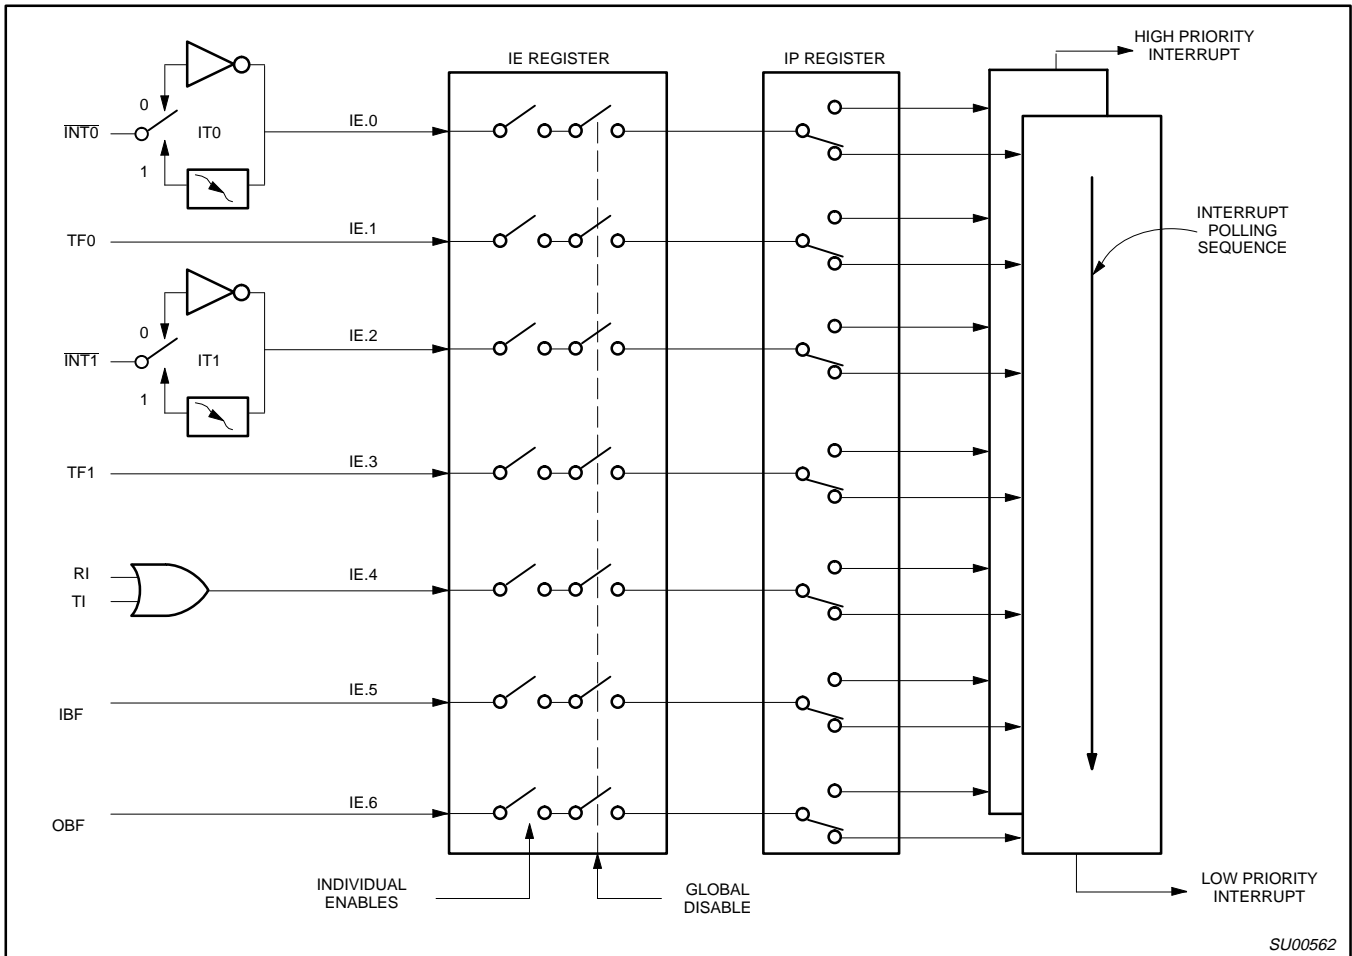 HIGH PRIORITY
INTERRUPT
IE REGISTER
IP REGISTER
0
INT0
IT0
IE.0
1
INTERRUPT
POLLING
SEQUENCE
TF0
IE.1
0
INT1
IT1
IE.2
1
TF1
IE.3
RI
TI
IE.4
IBF
IE.5
OBF
IE.6
INDIVIDUAL
ENABLES
GLOBAL
DISABLE
LOW PRIORITY
INTERRUPT
SU00562